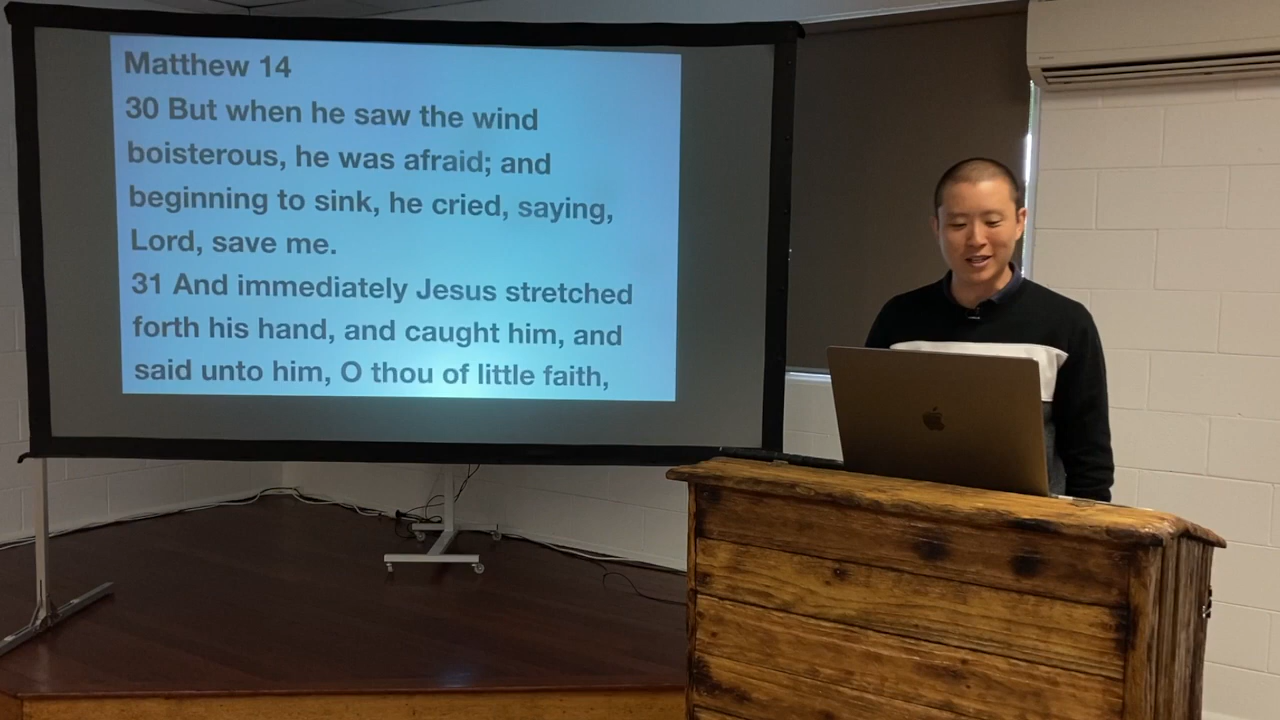 Matthew 14
30 But when he saw the wind
boisterous, he was afraid; and
beginning to sink, he cried, saying,
Lord, save me.
31 And immediately Jesus stretched
forth his hand, and caught him, and
said unto him, O thou of little faith,